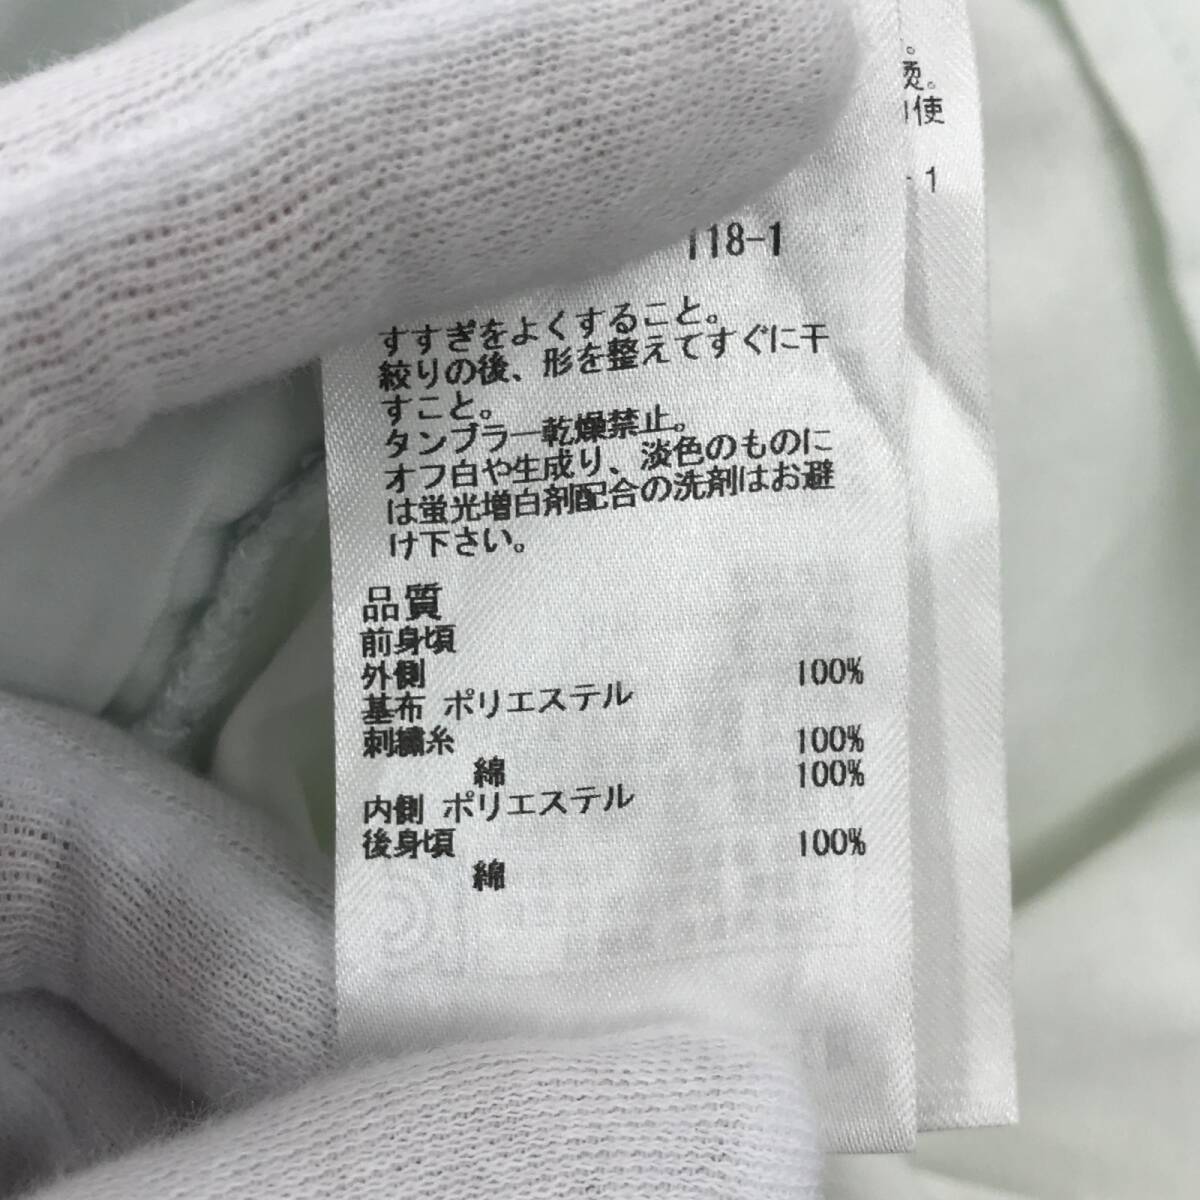 。
烫。
使
- 1
118-1
すすぎをよくすること。
絞りの後、形を整えてすぐに干
すこと。
タンブラー乾燥禁止。
オフ白や生成り、淡色のものに
は蛍光増白剤配合の洗剤はお避
け下さい。
品質
前身頃
外側
基布 ポリエステル 100%
刺繍糸
綿 100%
内側 ポリエステル 100%
後身頃
綿 100%